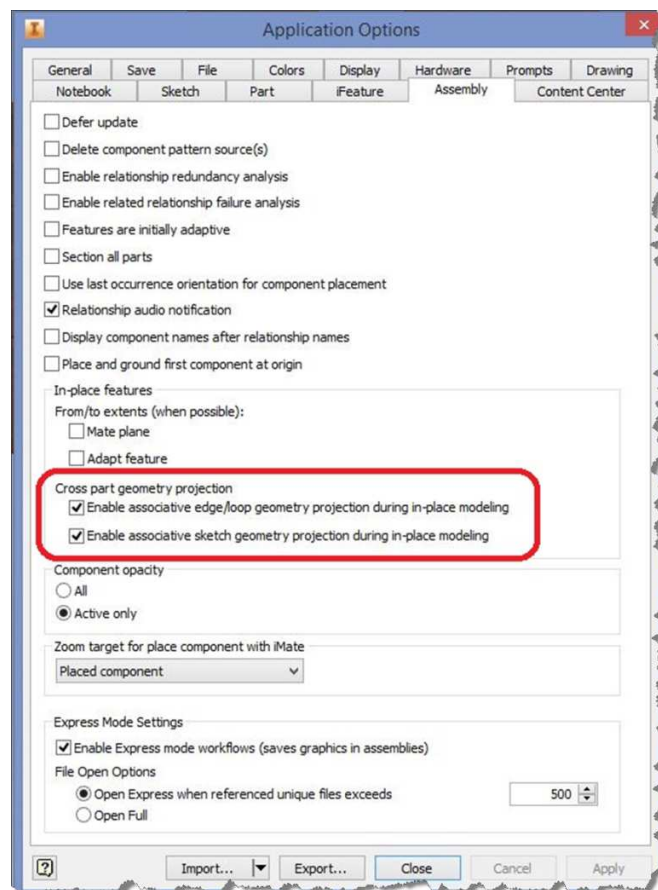 Application Options
General Save File Colors Display Hardware Prompts Drawing
Notebook Sketch Part iFeature Assembly Content Center
Defer update
Delete component pattern source(s)
Enable relationship redundancy analysis
Enable related relationship failure analysis
Features are initially adaptive
Section all parts
Use last occurrence orientation for component placement
Relationship audio notification
Display component names after relationship names
Place and ground first component at origin
In-place features
From/to extents (when possible):
Mate plane
Adapt feature
Cross part geometry projection
Enable associative edge/loop geometry projection during in-place modeling
Enable associative sketch geometry projection during in-place modeling
Component opacity
All
Active only
Zoom target for place component with iMate
Placed component
Express Mode Settings
Enable Express mode workflows (saves graphics in assemblies)
File Open Options
Open Express when referenced unique files exceeds 500
Open Full
Import... Export... Close Cancel Apply